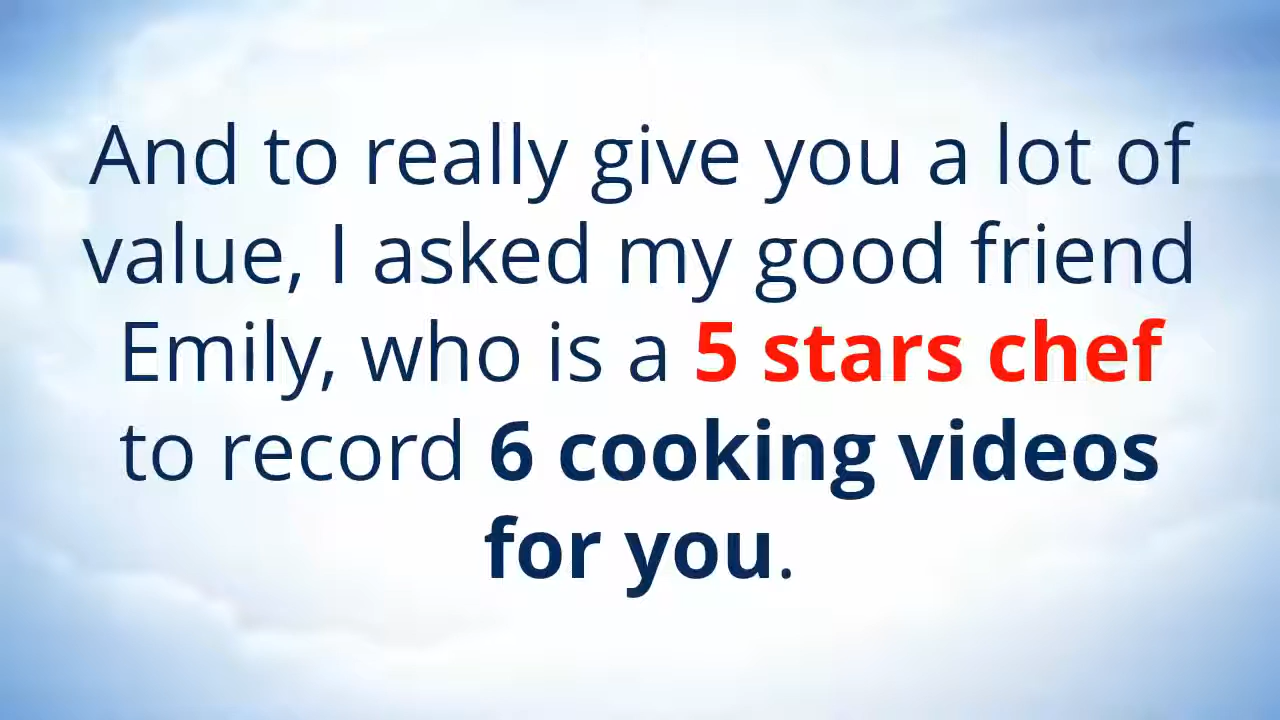 And to really give you a lot of
value, I asked my good friend
Emily, who is a 5 stars chef
to record 6 cooking videos
for you.